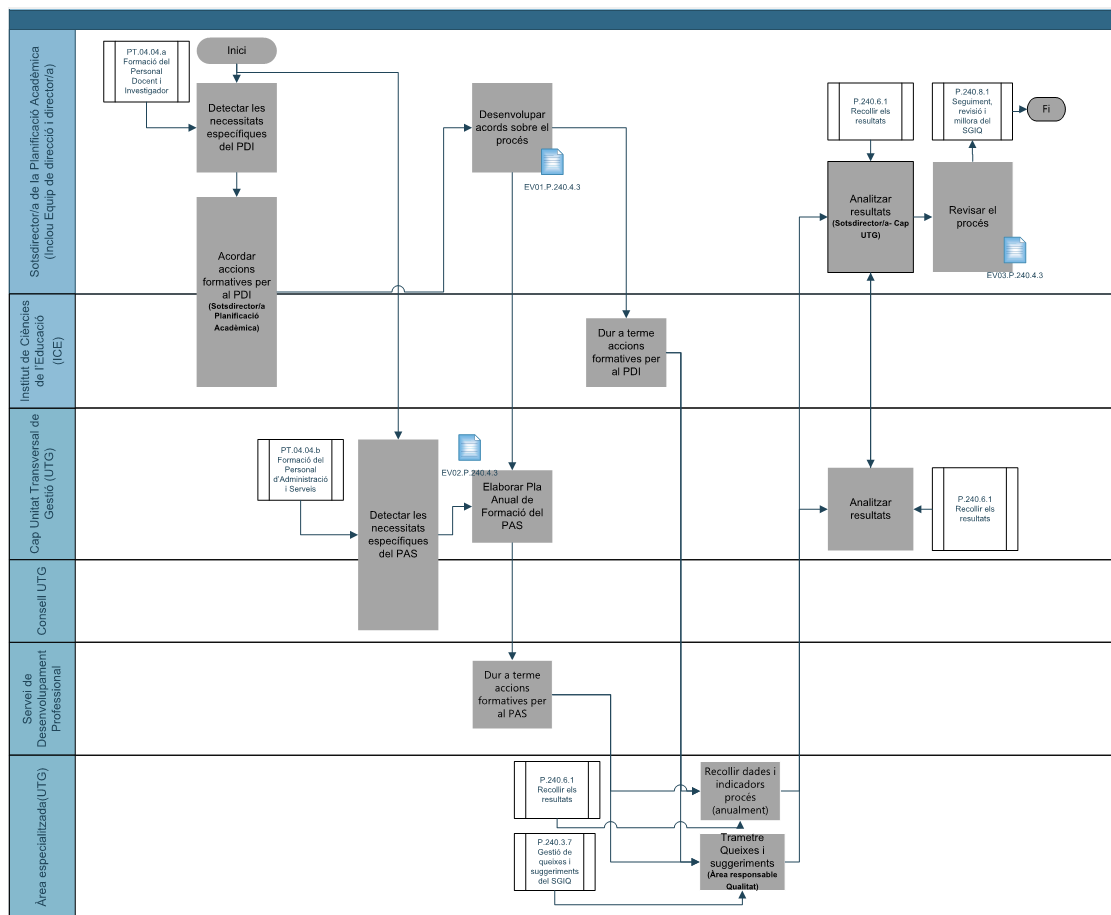 Sotsdirector/a de la Planificació Acadèmica
(Inclou Equip de direcció i director/a)
PT.04.04.a
Formació del
Personal
Docent i
Investigador
Inici
Detectar les
necessitats
específiques
del PDI
Acordar
accions
formatives per
al PDI
(Sotsdirector/a
Planificació
Acadèmica)
Desenvolupar
acords sobre el
procés
EV01.P.240.4.3
P.240.6.1
Recollir els
resultats
P.240.8.1
Seguiment,
revisió i
millora del
SGIQ
Fi
Analitzar
resultats
(Sotsdirector/a- Cap
UTG)
Revisar el
procés
EV03.P.240.4.3
Institut de Ciències
de l'Educació
(ICE)
Dur a terme
accions
formatives per
al PDI
Cap Unitat Transversal de
Gestió (UTG)
PT.04.04.b
Formació del
Personal
d'Administració
i Serveis
Detectar les
necessitats
específiques
del PAS
EV02.P.240.4.3
Elaborar Pla
Anual de
Formació del
PAS
Analitzar
resultats
P.240.6.1
Recollir els
resultats
Consell UTG
Servei de
Desenvolupament
Professional
Dur a terme
accions
formatives per
al PAS
Àrea especialitzada(UTG)
P.240.6.1
Recollir els
resultats
Recollir dades i
indicadors
procés
(anualment)
P.240.3.7
Gestió de
queixes i
suggeriments
del SGIQ
Trametre
Queixes i
suggeriments
(Àrea responsable
Qualitat)